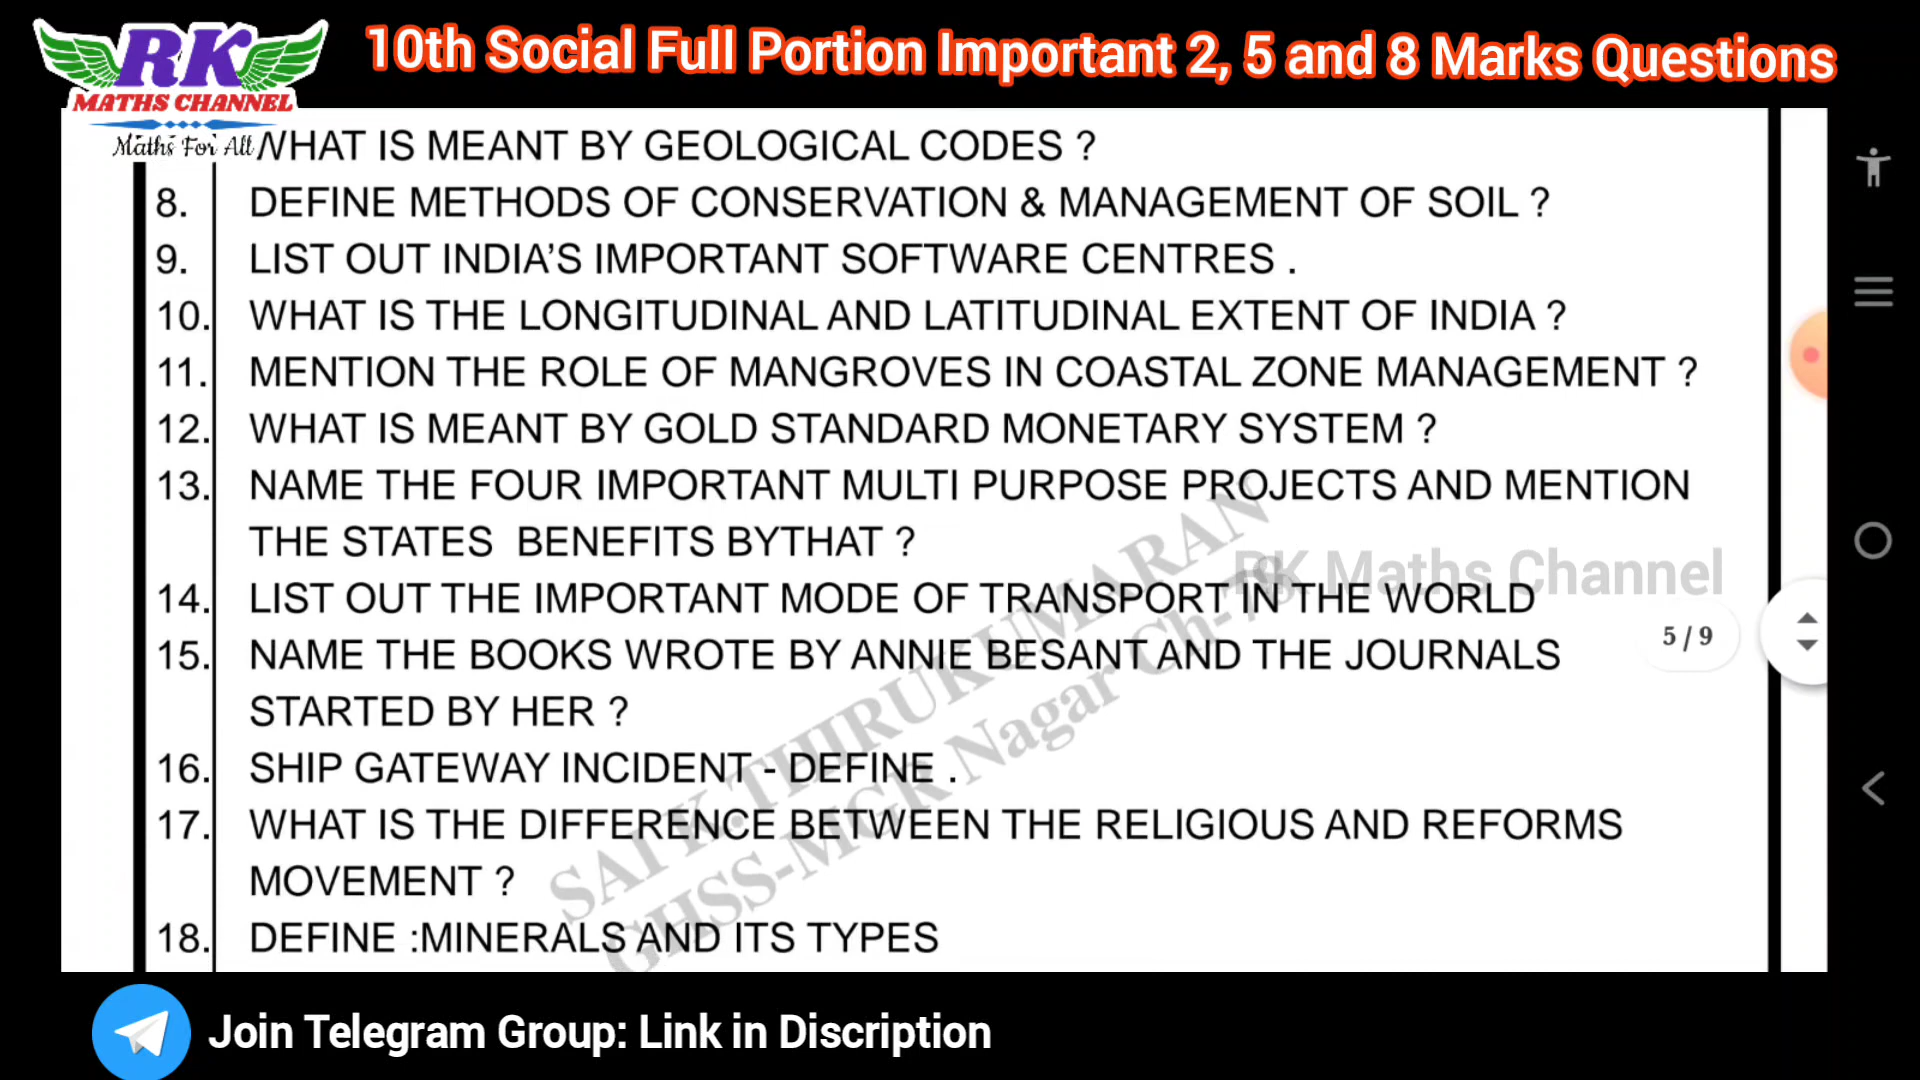 RK
MATHS CHANNEL
Maths For All
10th Social Full Portion Important 2, 5 and 8 Marks Questions
WHAT IS MEANT BY GEOLOGICAL CODES ?
8. DEFINE METHODS OF CONSERVATION & MANAGEMENT OF SOIL ?
9. LIST OUT INDIA'S IMPORTANT SOFTWARE CENTRES .
10. WHAT IS THE LONGITUDINAL AND LATITUDINAL EXTENT OF INDIA ?
11. MENTION THE ROLE OF MANGROVES IN COASTAL ZONE MANAGEMENT ?
12. WHAT IS MEANT BY GOLD STANDARD MONETARY SYSTEM ?
13. NAME THE FOUR IMPORTANT MULTI PURPOSE PROJECTS AND MENTION
THE STATES BENEFITS BYTHAT ?
14. LIST OUT THE IMPORTANT MODE OF TRANSPORT IN THE WORLD
15. NAME THE BOOKS WROTE BY ANNIE BESANT AND THE JOURNALS
STARTED BY HER ?
16. SHIP GATEWAY INCIDENT - DEFINE .
17. WHAT IS THE DIFFERENCE BETWEEN THE RELIGIOUS AND REFORMS
MOVEMENT ?
18. DEFINE :MINERALS AND ITS TYPES
SAI K. THIRUKUMARAN
GHSS-MGR Nagar Ch-78
RK Maths Channel
5 / 9
Join Telegram Group: Link in Discription